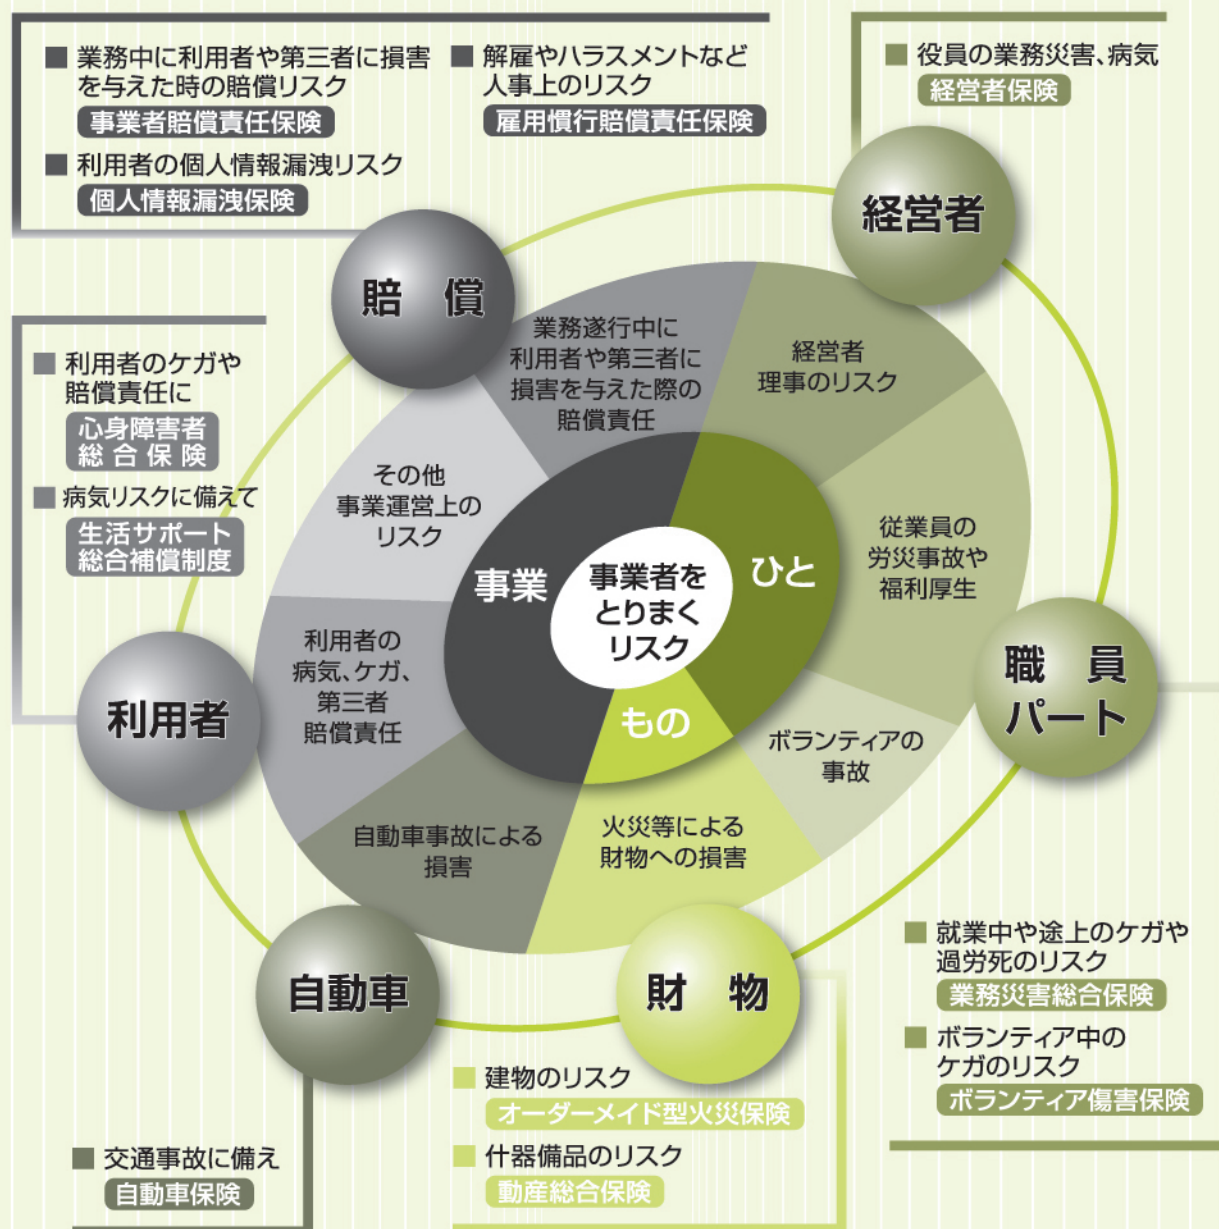 業務中に利用者や第三者に損害
を与えた時の賠償リスク
事業者賠償責任保険
利用者の個人情報漏洩リスク
個人情報漏洩保険
解雇やハラスメントなど
人事上のリスク
雇用慣行賠償責任保険
役員の業務災害、病気
経営者保険
経営者
賠 償
利用者のケガや
賠償責任に
心身障害者
総合保険
病気リスクに備えて
生活サポート
総合補償制度
業務遂行中に
利用者や第三者に
損害を与えた際の
賠償責任
経営者
理事のリスク
その他
事業運営上の
リスク
従業員の
労災事故や
福利厚生
事業
事業者を
とりまく
リスク
ひと
もの
利用者の
病気、ケガ、
第三者
賠償責任
利用者
職 員
パート
ボランティアの
事故
自動車事故による
損害
火災等による
財物への損害
自動車
財 物
就業中や途上のケガや
過労死のリスク
業務災害総合保険
ボランティア中の
ケガのリスク
ボランティア傷害保険
建物のリスク
オーダーメイド型火災保険
什器備品のリスク
動産総合保険
交通事故に備え
自動車保険